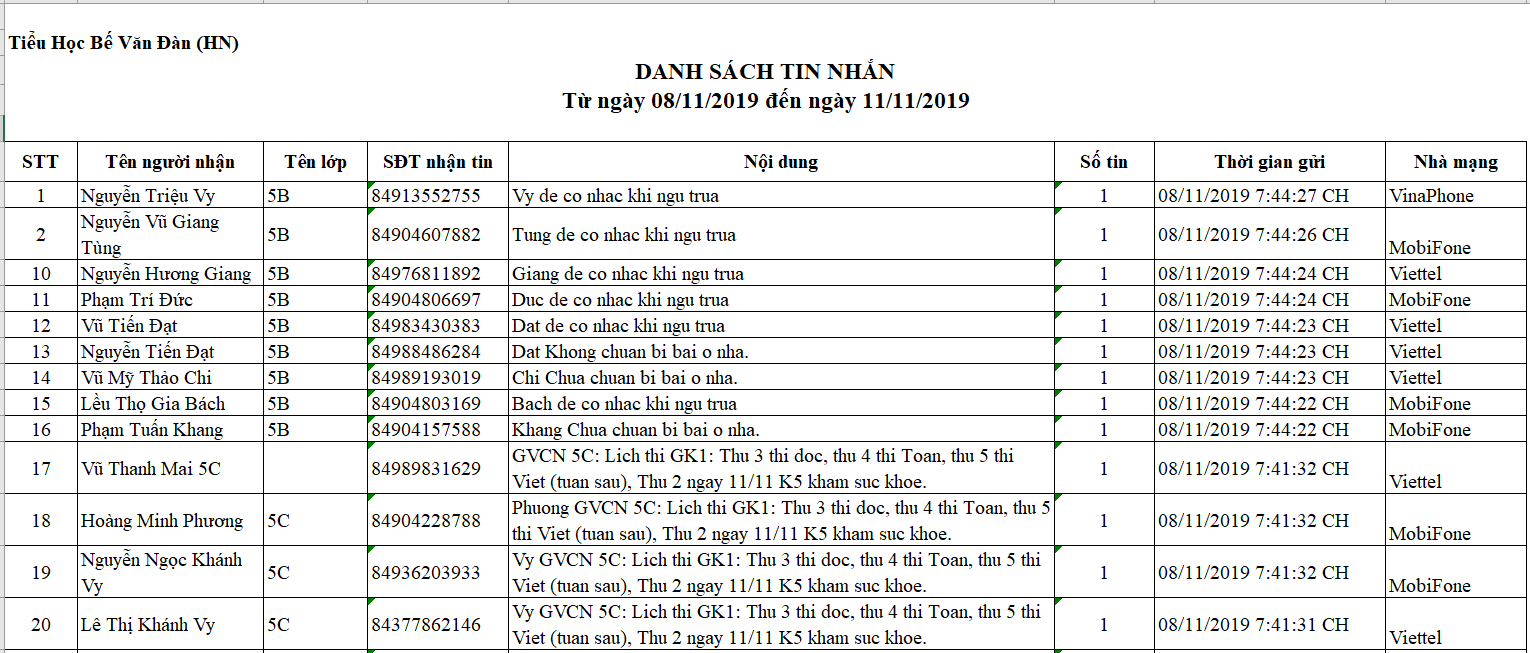 Tiểu Học Bế Văn Đàn (HN)
DANH SÁCH TIN NHẮN
Từ ngày 08/11/2019 đến ngày 11/11/2019
STT Tên người nhận Tên lớp SĐT nhận tin Nội dung Số tin Thời gian gửi Nhà mạng
1 Nguyễn Triệu Vy 5B 84913552755 Vy de co nhac khi ngu trua 1 08/11/2019 7:44:27 CH VinaPhone
2 Nguyễn Vũ Giang
Tùng 5B 84904607882 Tung de co nhac khi ngu trua 1 08/11/2019 7:44:26 CH MobiFone
10 Nguyễn Hương Giang 5B 84976811892 Giang de co nhac khi ngu trua 1 08/11/2019 7:44:24 CH Viettel
11 Phạm Trí Đức 5B 84904806697 Duc de co nhac khi ngu trua 1 08/11/2019 7:44:24 CH MobiFone
12 Vũ Tiến Đạt 5B 84983430383 Dat de co nhac khi ngu trua 1 08/11/2019 7:44:23 CH Viettel
13 Nguyễn Tiến Đạt 5B 84988486284 Dat Khong chuan bi bai o nha. 1 08/11/2019 7:44:23 CH Viettel
14 Vũ Mỹ Thảo Chi 5B 84989193019 Chi Chua chuan bi bai o nha. 1 08/11/2019 7:44:23 CH Viettel
15 Lều Thọ Gia Bách 5B 84904803169 Bach de co nhac khi ngu trua 1 08/11/2019 7:44:22 CH MobiFone
16 Phạm Tuấn Khang 5B 84904157588 Khang Chua chuan bi bai o nha. 1 08/11/2019 7:44:22 CH MobiFone
17 Vũ Thanh Mai 5C 84989831629 GVCN 5C: Lich thi GK1: Thu 3 thi doc, thu 4 thi Toan, thu 5 thi
Viet (tuan sau), Thu 2 ngay 11/11 K5 kham suc khoe. 1 08/11/2019 7:41:32 CH Viettel
18 Hoàng Minh Phương 5C 84904228788 Phuong GVCN 5C: Lich thi GK1: Thu 3 thi doc, thu 4 thi Toan, thu 5
thi Viet (tuan sau), Thu 2 ngay 11/11 K5 kham suc khoe. 1 08/11/2019 7:41:32 CH MobiFone
19 Nguyễn Ngọc Khánh
Vy 5C 84936203933 Vy GVCN 5C: Lich thi GK1: Thu 3 thi doc, thu 4 thi Toan, thu 5 thi
Viet (tuan sau), Thu 2 ngay 11/11 K5 kham suc khoe. 1 08/11/2019 7:41:32 CH MobiFone
20 Lê Thị Khánh Vy 5C 84377862146 Vy GVCN 5C: Lich thi GK1: Thu 3 thi doc, thu 4 thi Toan, thu 5 thi
Viet (tuan sau), Thu 2 ngay 11/11 K5 kham suc khoe. 1 08/11/2019 7:41:31 CH Viettel